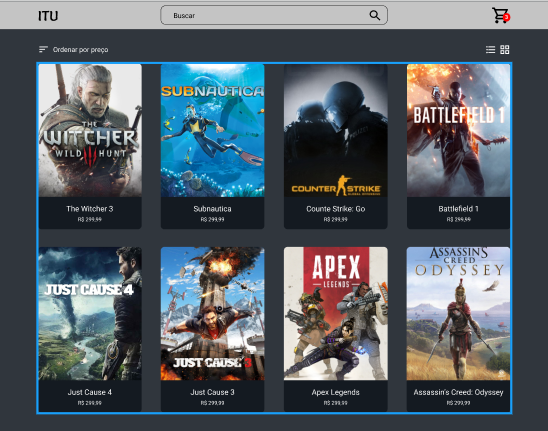 ITU
Buscar
3
Ordenar por preço
THE
WITCHER
WILD HUNT
SUBNAUTICA
COUNTER STRIKE
GLOBAL OFFENSIVE
BATTLEFIELD 1
The Witcher 3
Subnautica
Counte Strike: Go
Battlefield 1
R$ 299,99
R$ 299,99
R$ 299,99
R$ 299,99
JUST CAUSE 4
JUST CAUSE 3
APEX
LEGENDS
ASSASSIN'S
CREED
ODYSSEY
Just Cause 4
Just Cause 3
Apex Legends
Assassin's Creed: Odyssey
R$ 299,99
R$ 299,99
R$ 299,99
R$ 299,99